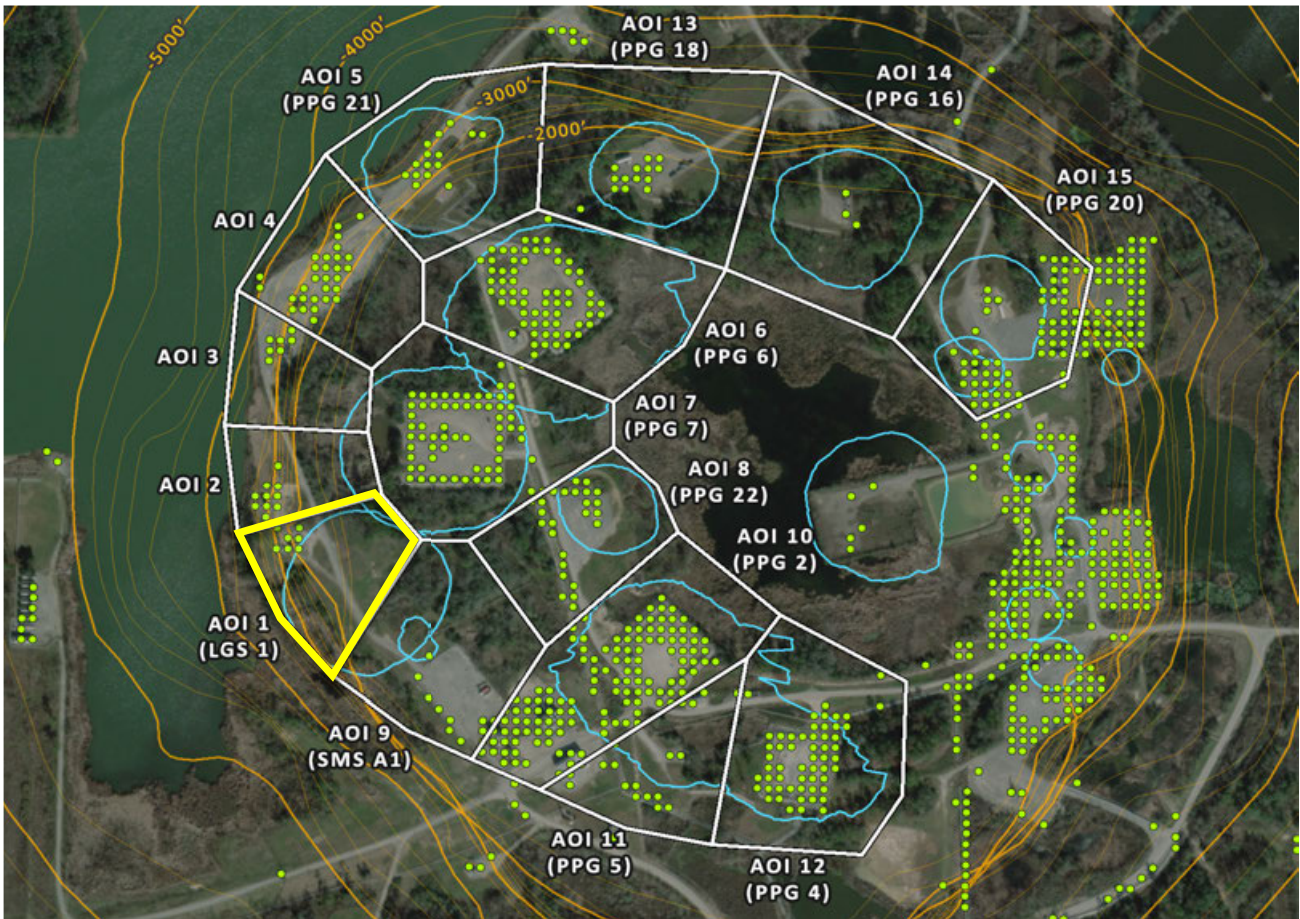 -5000'
-4000'
AOI 13
(PPG 18)
AOI 5
(PPG 21)
AOI 14
(PPG 16)
-3000'
-2000'
AOI 15
(PPG 20)
AOI 4
AOI 3
AOI 6
(PPG 6)
AOI 7
(PPG 7)
AOI 2
AOI 8
(PPG 22)
AOI 10
(PPG 2)
AOI 1
(LGS 1)
AOI 9
(SMS A1)
AOI 11
(PPG 5)
AOI 12
(PPG 4)